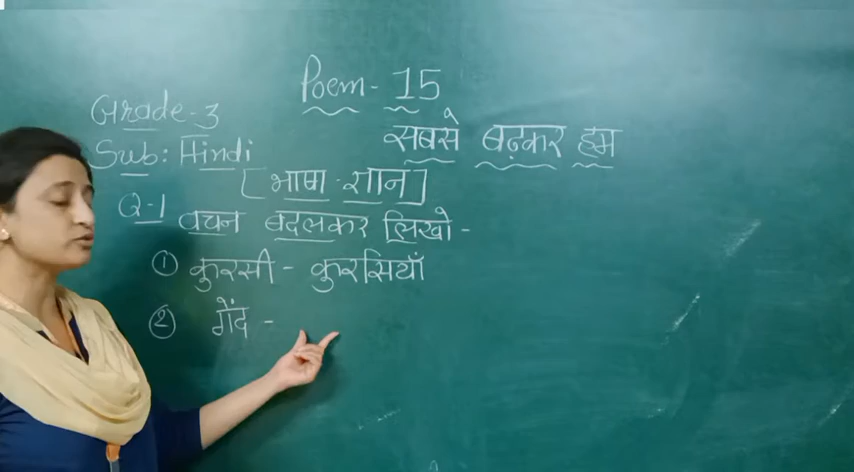 Poem - 15
Grade - 3
सबसे बढ़कर हम
Sub: Hindi
[भाषा-ज्ञान]
Q-1 वचन बदलकर लिखो -
① कुरसी - कुरसियाँ
② गेंद -